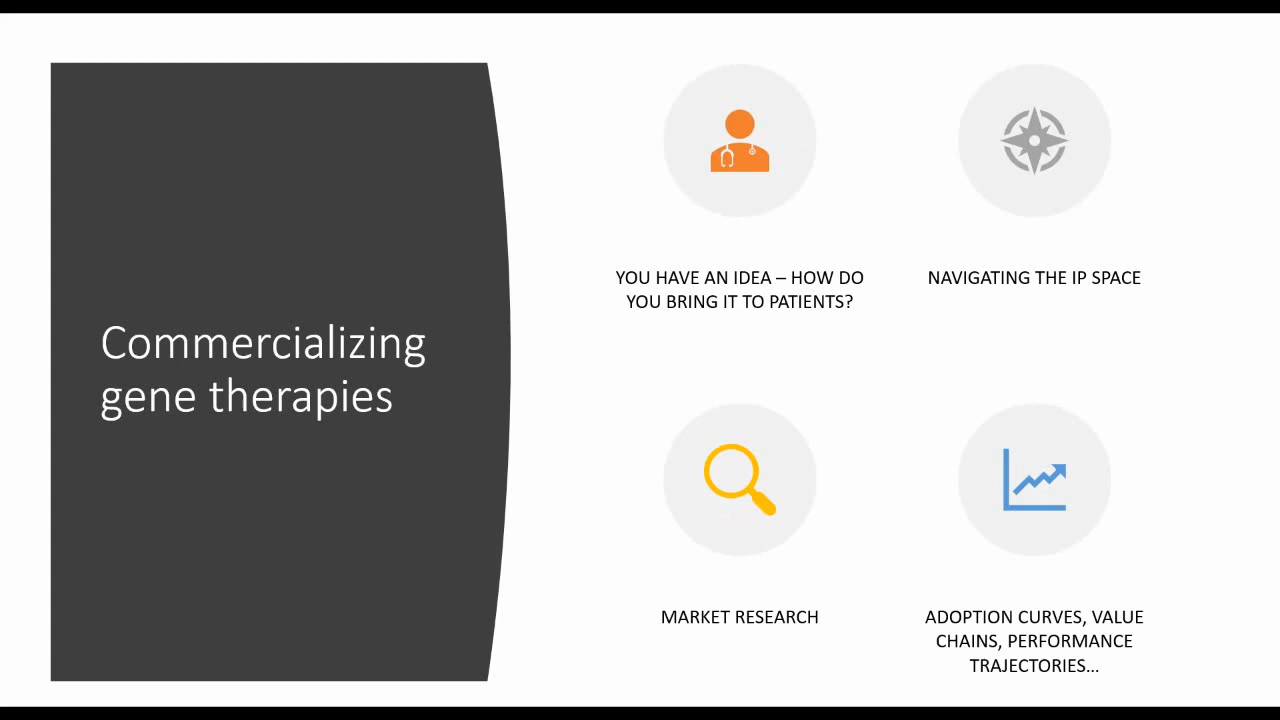 Commercializing
gene therapies
YOU HAVE AN IDEA – HOW DO
YOU BRING IT TO PATIENTS?
NAVIGATING THE IP SPACE
MARKET RESEARCH
ADOPTION CURVES, VALUE
CHAINS, PERFORMANCE
TRAJECTORIES…